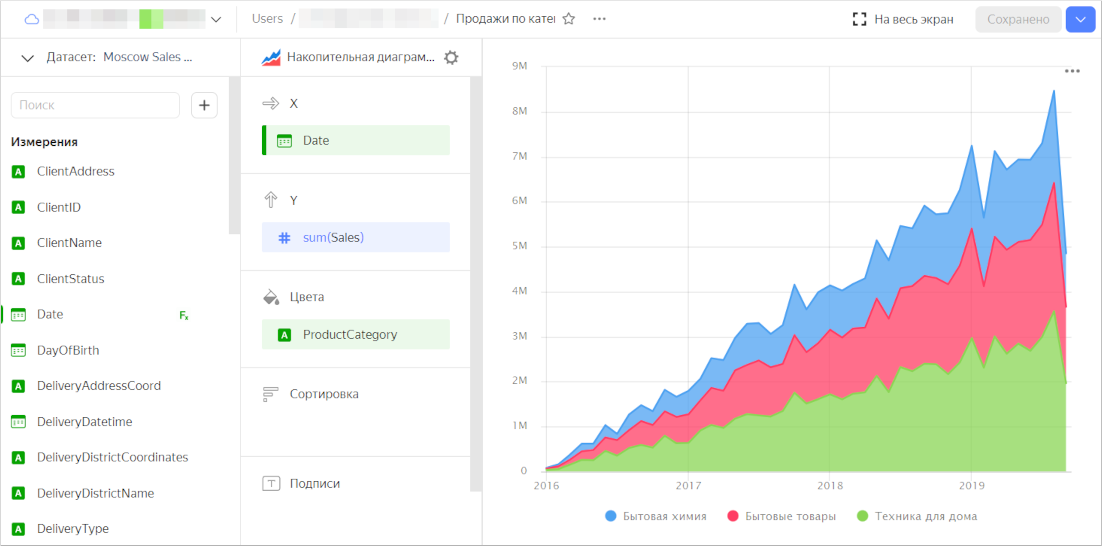 Users / / Продажи по кате
На весь экран
Сохранено
Датасет: Moscow Sales ...
Поиск
Измерения
ClientAddress
ClientID
ClientName
ClientStatus
Date
Fx
DayOfBirth
DeliveryAddressCoord
DeliveryDatetime
DeliveryDistrictCoordinates
DeliveryDistrictName
DeliveryType
Накопительная диаграм...
X
Date
Y
sum(Sales)
Цвета
ProductCategory
Сортировка
Подписи
9M
8M
7M
6M
5M
4M
3M
2M
1M
0
2016 2017 2018 2019
Бытовая химия Бытовые товары Техника для дома